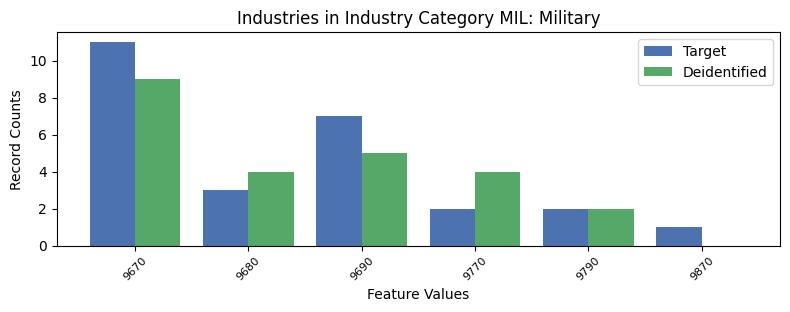 Industries in Industry Category MIL: Military
Target
Deidentified
Record Counts
10
8
6
4
2
0
9670 9680 9690 9770 9790 9870
Feature Values